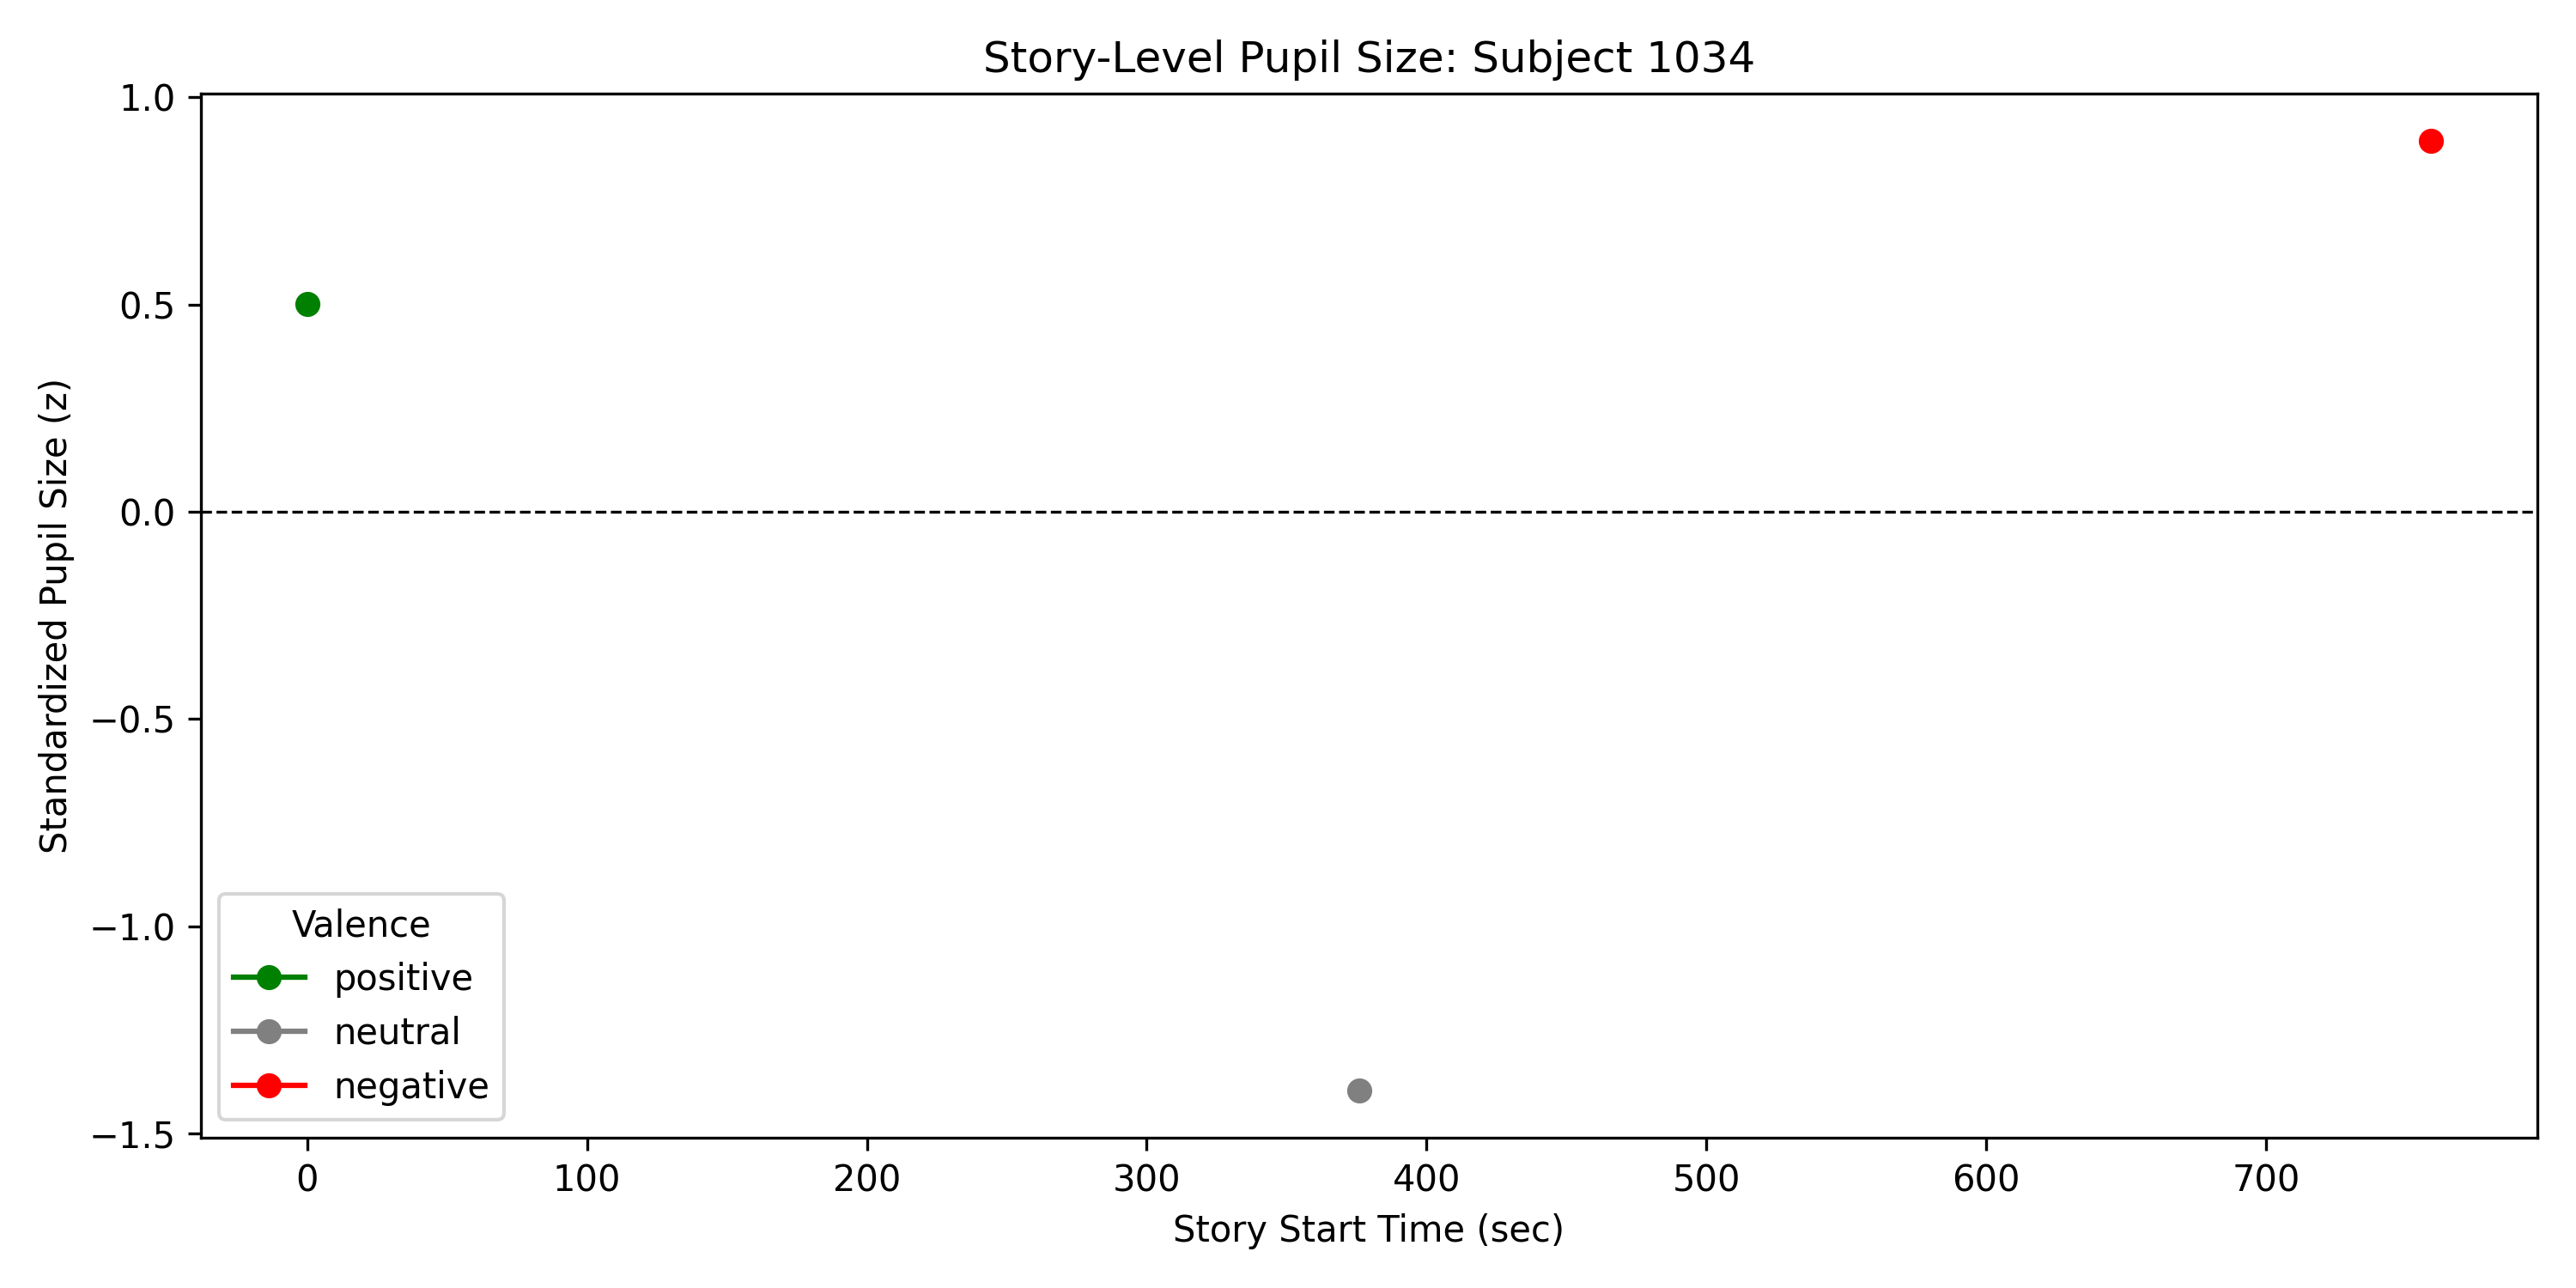 Story-Level Pupil Size: Subject 1034
1.0
0.5
0.0
−0.5
−1.0
−1.5
Standardized Pupil Size (z)
Valence
positive
neutral
negative
0 100 200 300 400 500 600 700
Story Start Time (sec)